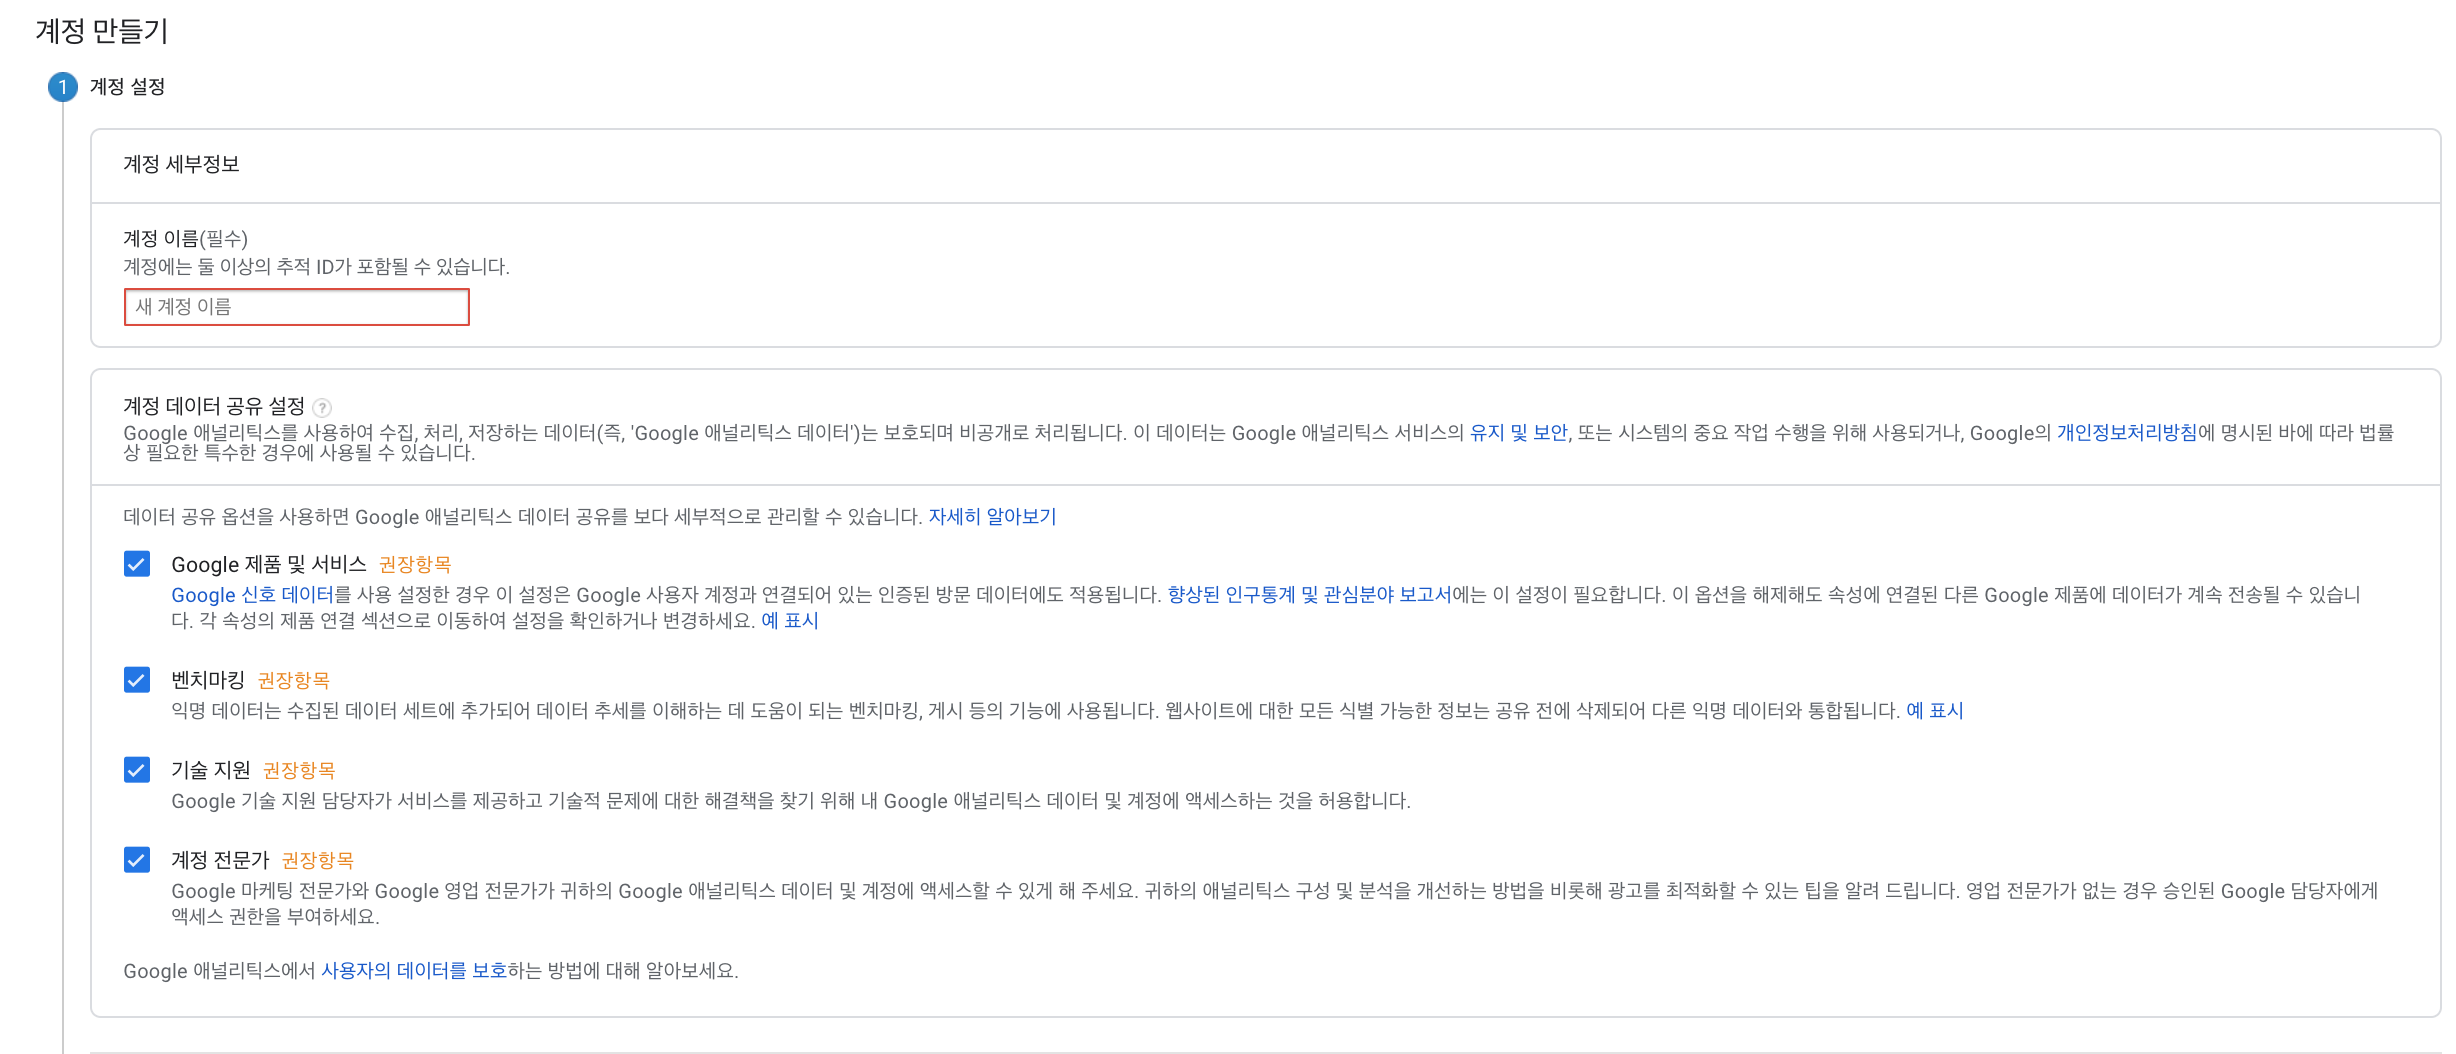 계정 만들기
1 계정 설정
계정 세부정보
계정 이름(필수)
계정에는 둘 이상의 추적 ID가 포함될 수 있습니다.
새 계정 이름
계정 데이터 공유 설정 ?
Google 애널리틱스를 사용하여 수집, 처리, 저장하는 데이터(즉, 'Google 애널리틱스 데이터')는 보호되며 비공개로 처리됩니다. 이 데이터는 Google 애널리틱스 서비스의 유지 및 보안, 또는 시스템의 중요 작업 수행을 위해 사용되거나, Google의 개인정보처리방침에 명시된 바에 따라 법률
상 필요한 특수한 경우에 사용될 수 있습니다.
데이터 공유 옵션을 사용하면 Google 애널리틱스 데이터 공유를 보다 세부적으로 관리할 수 있습니다. 자세히 알아보기
Google 제품 및 서비스 권장항목
Google 신호 데이터를 사용 설정한 경우 이 설정은 Google 사용자 계정과 연결되어 있는 인증된 방문 데이터에도 적용됩니다. 향상된 인구통계 및 관심분야 보고서에는 이 설정이 필요합니다. 이 옵션을 해제해도 속성에 연결된 다른 Google 제품에 데이터가 계속 전송될 수 있습니
다. 각 속성의 제품 연결 섹션으로 이동하여 설정을 확인하거나 변경하세요. 예 표시
벤치마킹 권장항목
익명 데이터는 수집된 데이터 세트에 추가되어 데이터 추세를 이해하는 데 도움이 되는 벤치마킹, 게시 등의 기능에 사용됩니다. 웹사이트에 대한 모든 식별 가능한 정보는 공유 전에 삭제되어 다른 익명 데이터와 통합됩니다. 예 표시
기술 지원 권장항목
Google 기술 지원 담당자가 서비스를 제공하고 기술적 문제에 대한 해결책을 찾기 위해 내 Google 애널리틱스 데이터 및 계정에 액세스하는 것을 허용합니다.
계정 전문가 권장항목
Google 마케팅 전문가와 Google 영업 전문가가 귀하의 Google 애널리틱스 데이터 및 계정에 액세스할 수 있게 해 주세요. 귀하의 애널리틱스 구성 및 분석을 개선하는 방법을 비롯해 광고를 최적화할 수 있는 팁을 알려 드립니다. 영업 전문가가 없는 경우 승인된 Google 담당자에게
액세스 권한을 부여하세요.
Google 애널리틱스에서 사용자의 데이터를 보호하는 방법에 대해 알아보세요.